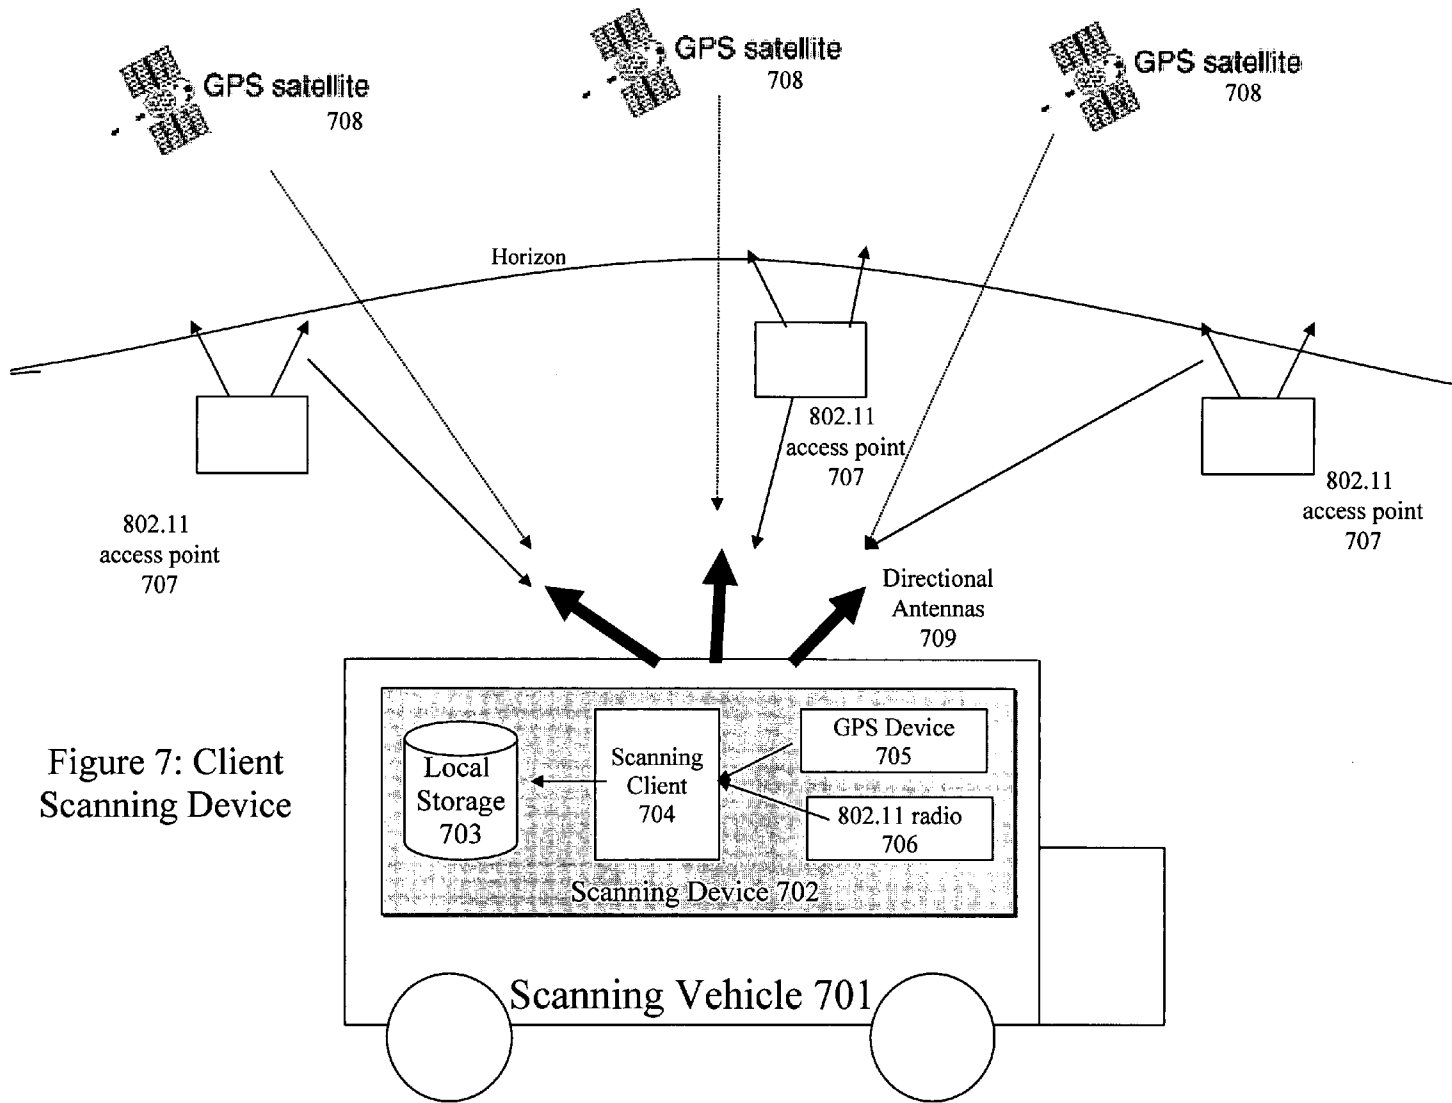 GPS satellite
708
GPS satellite
708
GPS satellite
708
Horizon
802.11
access point
707
802.11
access point
707
802.11
access point
707
Directional
Antennas
709
Figure 7: Client
Scanning Device
Local
Storage
703
Scanning
Client
704
GPS Device
705
802.11 radio
706
Scanning Device 702
Scanning Vehicle 701